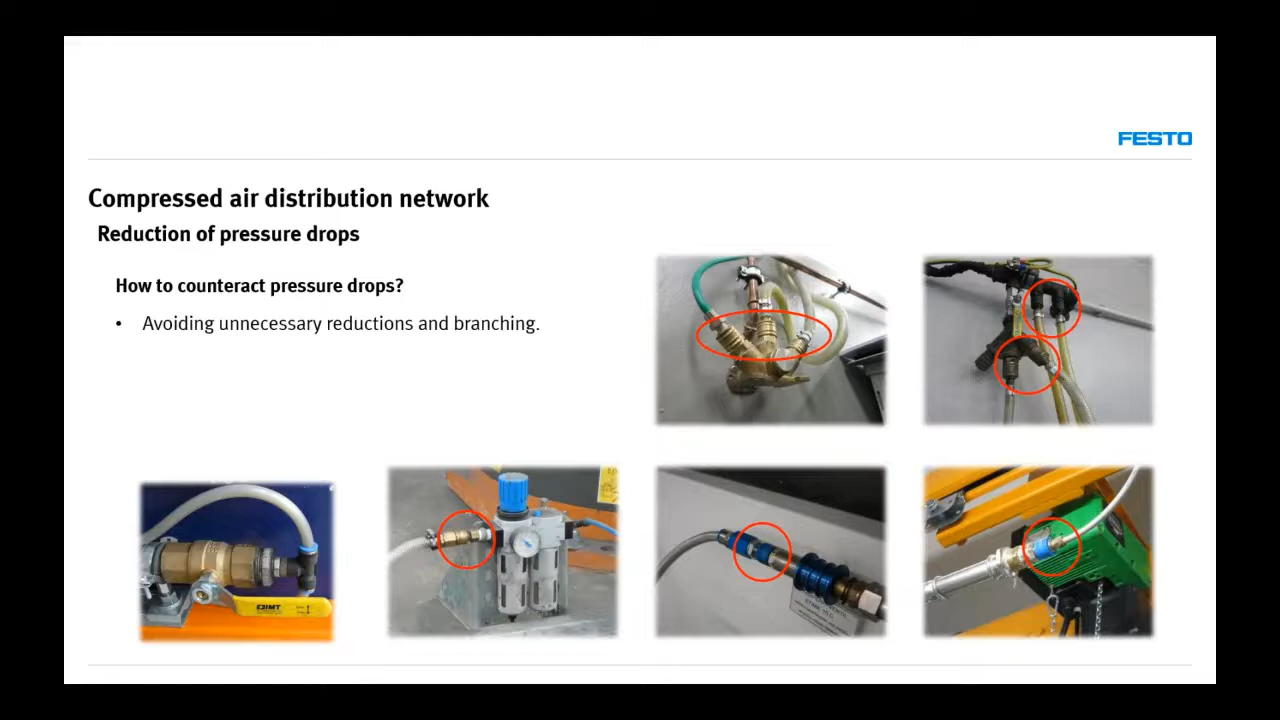 FESTO
Compressed air distribution network
Reduction of pressure drops
How to counteract pressure drops?
• Avoiding unnecessary reductions and branching.